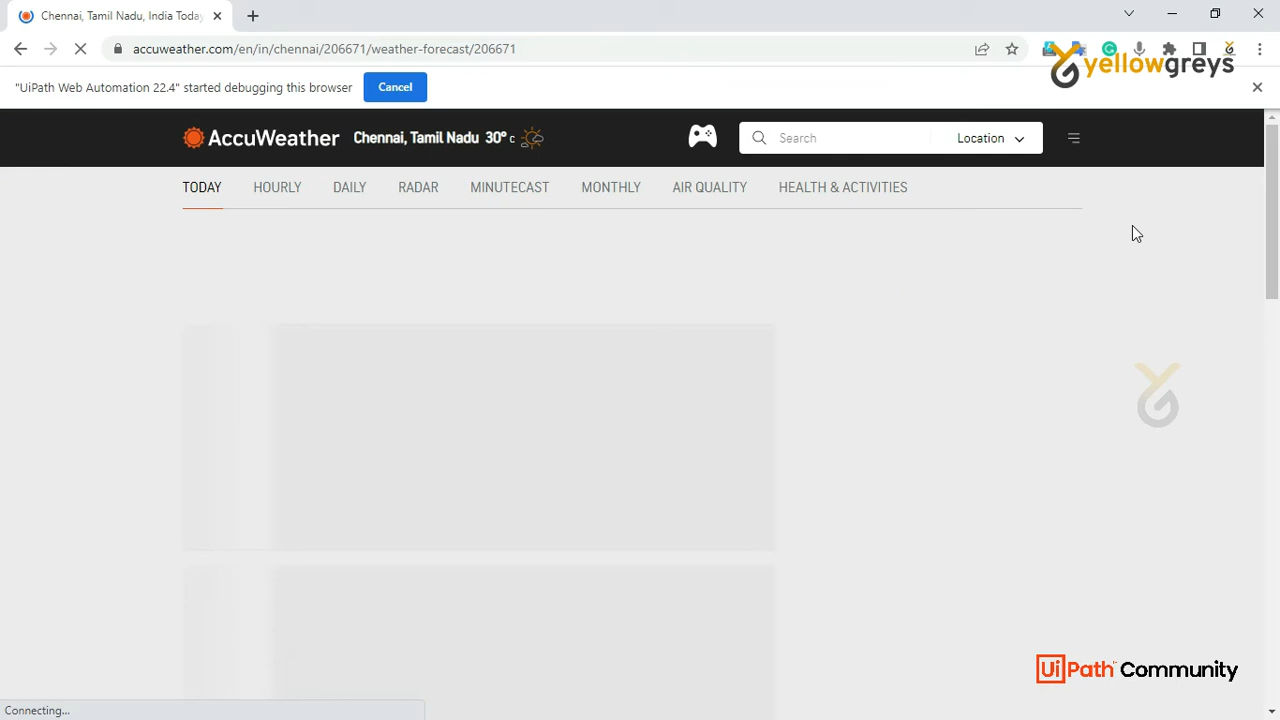 Chennai, Tamil Nadu, India Today
accuweather.com/en/in/chennai/206671/weather-forecast/206671
yellowgreys
"UiPath Web Automation 22.4" started debugging this browser
Cancel
AccuWeather
Chennai, Tamil Nadu 30° c
Search
Location
TODAY
HOURLY
DAILY
RADAR
MINUTECAST
MONTHLY
AIR QUALITY
HEALTH & ACTIVITIES
UiPath™ Community
Connecting...